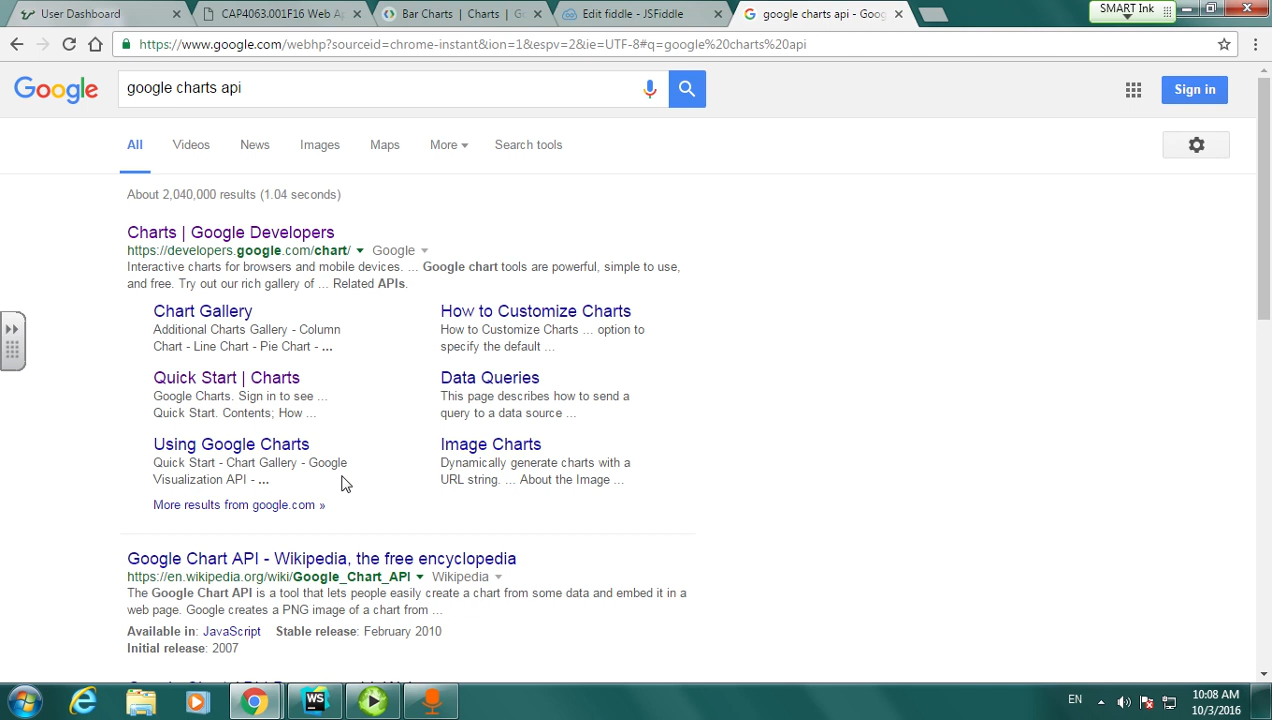 User Dashboard
CAP4063.001F16 Web Ap
Bar Charts | Charts | Go
Edit fiddle - JSFiddle
google charts api - Goog
SMART Ink
https://www.google.com/webhp?sourceid=chrome-instant&ion=1&espv=2&ie=UTF-8#q=google%20charts%20api
Google
google charts api
Sign in
All
Videos
News
Images
Maps
More
Search tools
About 2,040,000 results (1.04 seconds)
Charts | Google Developers
https://developers.google.com/chart/ Google
Interactive charts for browsers and mobile devices. ... Google chart tools are powerful, simple to use,
and free. Try out our rich gallery of ... Related APIs.
Chart Gallery
Additional Charts Gallery - Column
Chart - Line Chart - Pie Chart - ...
How to Customize Charts
How to Customize Charts ... option to
specify the default ...
Quick Start | Charts
Google Charts. Sign in to see ...
Quick Start. Contents; How ...
Data Queries
This page describes how to send a
query to a data source ...
Using Google Charts
Quick Start - Chart Gallery - Google
Visualization API - ...
Image Charts
Dynamically generate charts with a
URL string. ... About the Image ...
More results from google.com »
Google Chart API - Wikipedia, the free encyclopedia
https://en.wikipedia.org/wiki/Google_Chart_API Wikipedia
The Google Chart API is a tool that lets people easily create a chart from some data and embed it in a
web page. Google creates a PNG image of a chart from ...
Available in: JavaScript Stable release: February 2010
Initial release: 2007
WS
EN
10:08 AM
10/3/2016